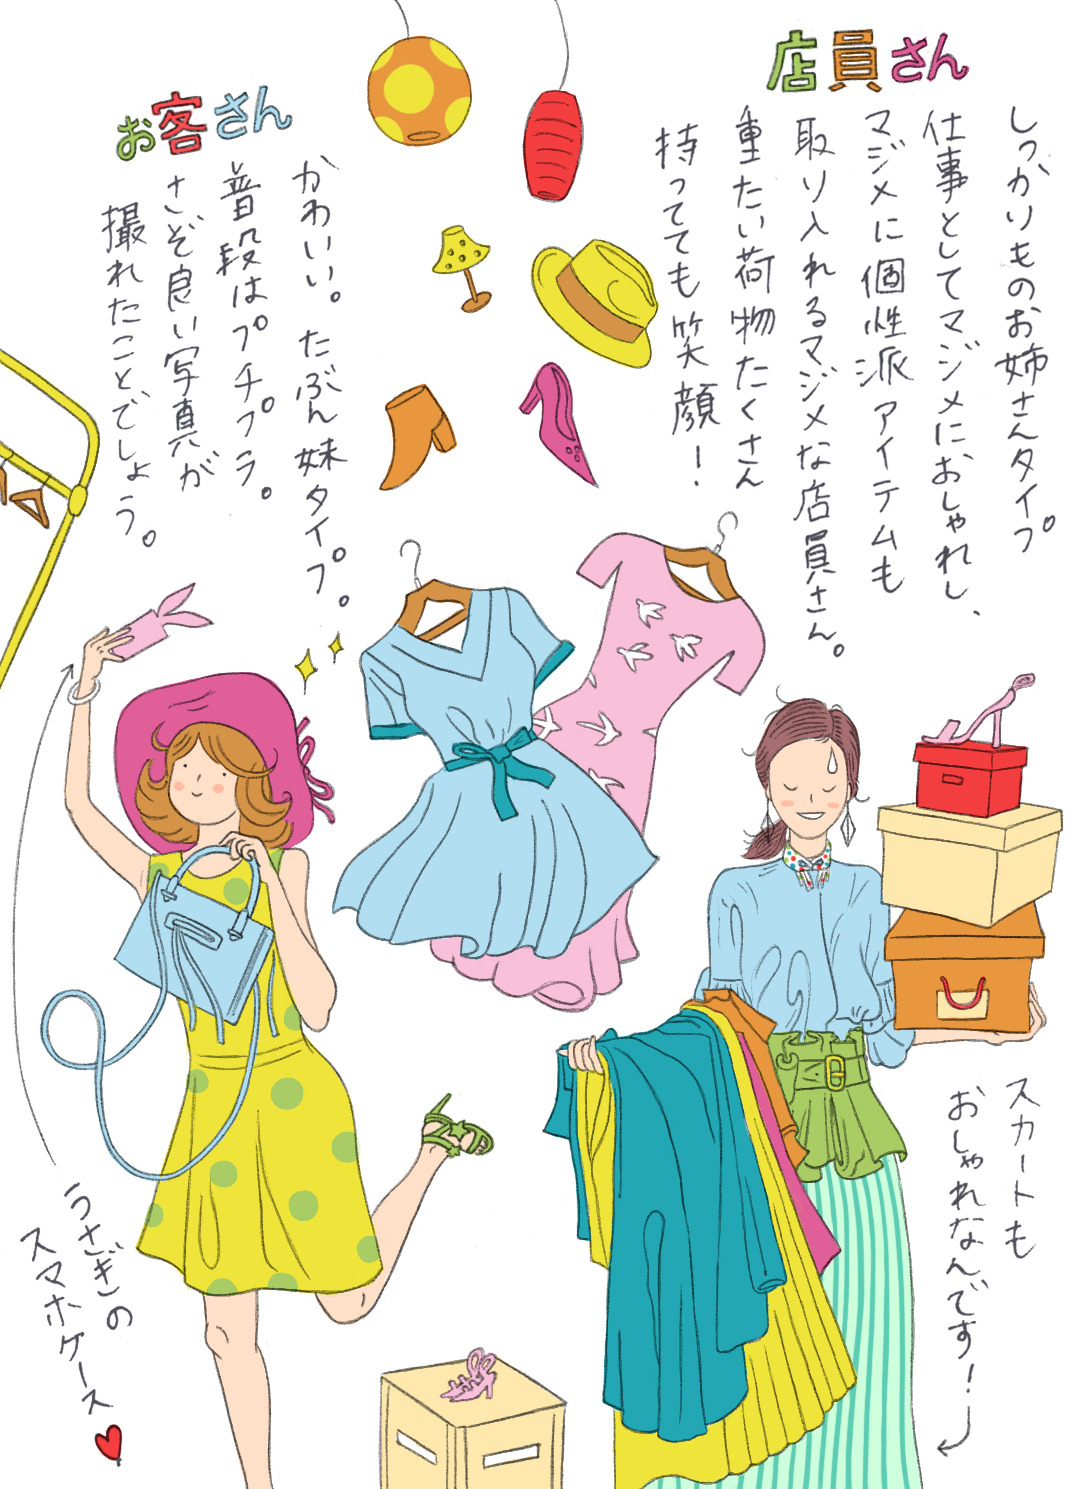 店員さん
しっかりもののお姉さんタイプ
仕事としてマジメにおしゃれし、
マジメに個性派アイテムも
取り入れるマジメな店員さん。
重たい荷物たくさん
持ってても笑顔！
お客さん
かわいい。たぶん妹タイプ。
普段はプチプラ。
さぞ良い写真が
撮れたことでしょう。
スカートも
おしゃれなんです！
うさぎの
スマホケース